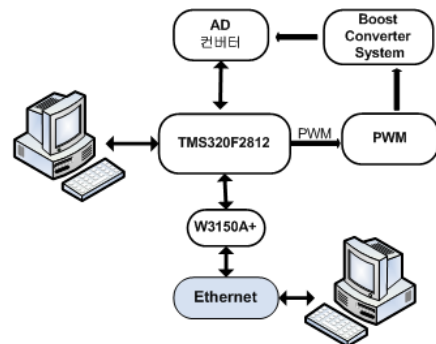 AD
컨버터
Boost
Converter
System
TMS320F2812
PWM
PWM
W3150A+
Ethernet